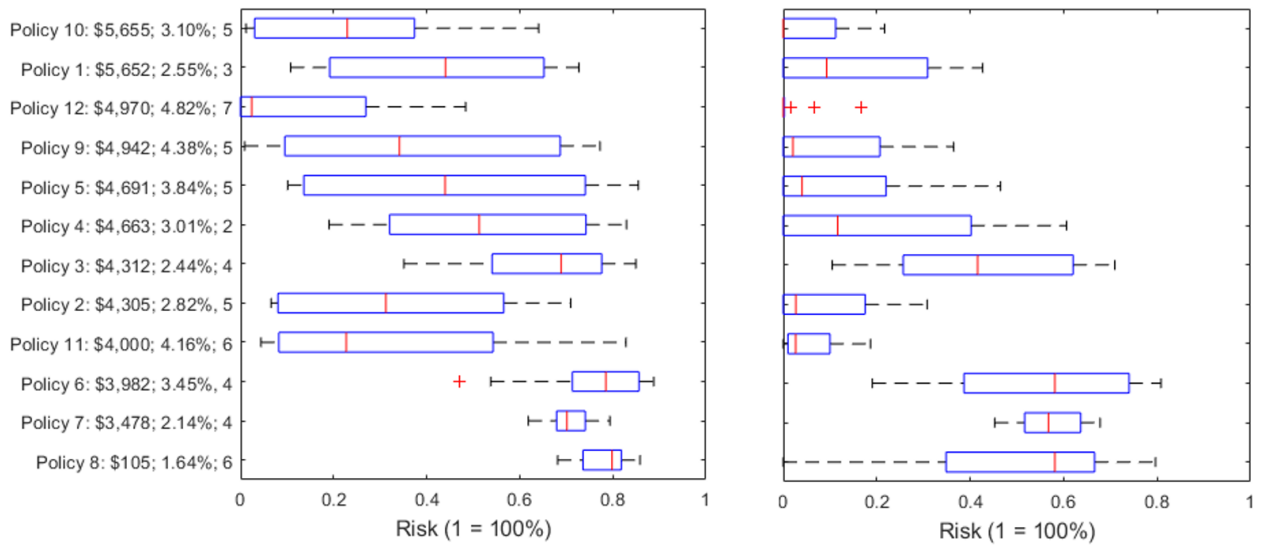 Policy 10: $5,655; 3.10%; 5
Policy 1: $5,652; 2.55%; 3
Policy 12: $4,970; 4.82%; 7
Policy 9: $4,942; 4.38%; 5
Policy 5: $4,691; 3.84%; 5
Policy 4: $4,663; 3.01%; 2
Policy 3: $4,312; 2.44%; 4
Policy 2: $4,305; 2.82%, 5
Policy 11: $4,000; 4.16%; 6
Policy 6: $3,982; 3.45%, 4
Policy 7: $3,478; 2.14%; 4
Policy 8: $105; 1.64%; 6
0 0.2 0.4 0.6 0.8 1
Risk (1 = 100%)
0 0.2 0.4 0.6 0.8 1
Risk (1 = 100%)